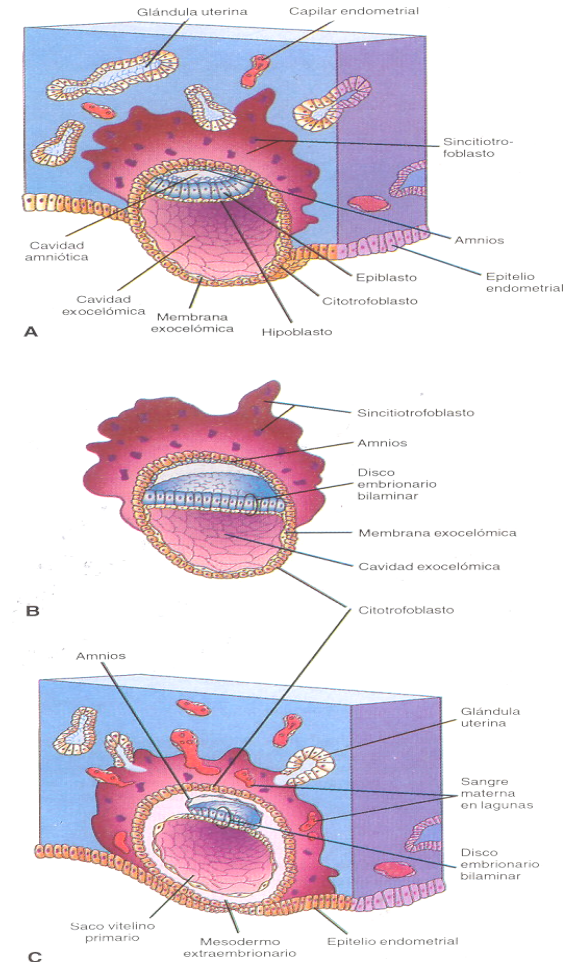 Glándula uterina
Capilar endometrial
Sincitiotro-
foblasto
Amnios
Epitelio
endometrial
Epiblasto
Citotrofoblasto
Cavidad
amniótica
Cavidad
exocelómica
Membrana
exocelómica
Hipoblasto
A
Sincitiotrofoblasto
Amnios
Disco
embrionario
bilaminar
Membrana exocelómica
Cavidad exocelómica
Citotrofoblasto
B
Amnios
Glándula
uterina
Sangre
materna
en lagunas
Disco
embrionario
bilaminar
Saco vitelino
primario
Mesodermo
extraembrionario
Epitelio endometrial
C